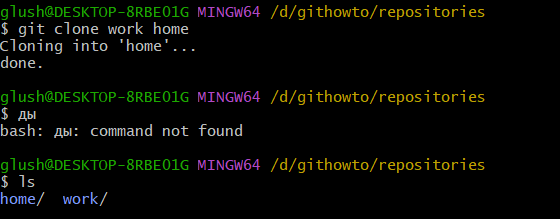 glush@DESKTOP-8RBE01G MINGW64 /d/githowto/repositories
$ git clone work home
Cloning into 'home'...
done.
glush@DESKTOP-8RBE01G MINGW64 /d/githowto/repositories
$ ды
bash: ды: command not found
glush@DESKTOP-8RBE01G MINGW64 /d/githowto/repositories
$ ls
home/  work/